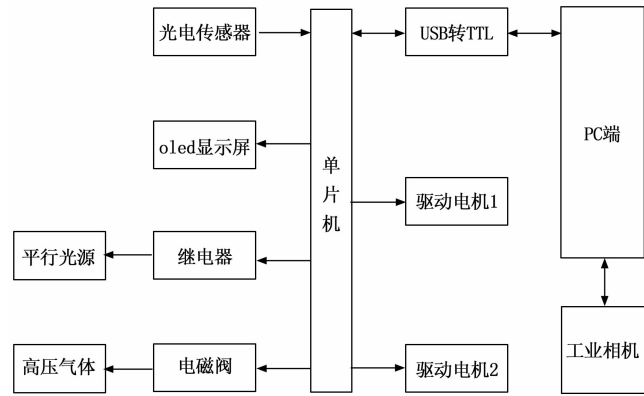 光电传感器
USB转TTL
PC端
oled显示屏
单片机
驱动电机1
平行光源
继电器
工业相机
高压气体
电磁阀
驱动电机2